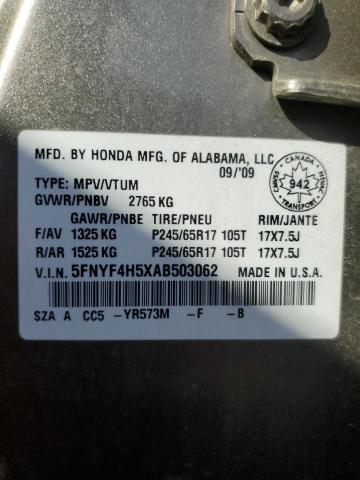 MFD. BY HONDA MFG. OF ALABAMA, LLC
09/'09
TYPE: MPV/VTUM
GVWR/PNBV 2765 KG
CANADA
942
TRANSPORT
GAWR/PNBE TIRE/PNEU RIM/JANTE
F/AV 1325 KG P245/65R17 105T 17X7.5J
R/AR 1525 KG P245/65R17 105T 17X7.5J
V.I.N. 5FNYF4H5XAB503062 MADE IN U.S.A.
SZA A CC5 -YR573M -F -B